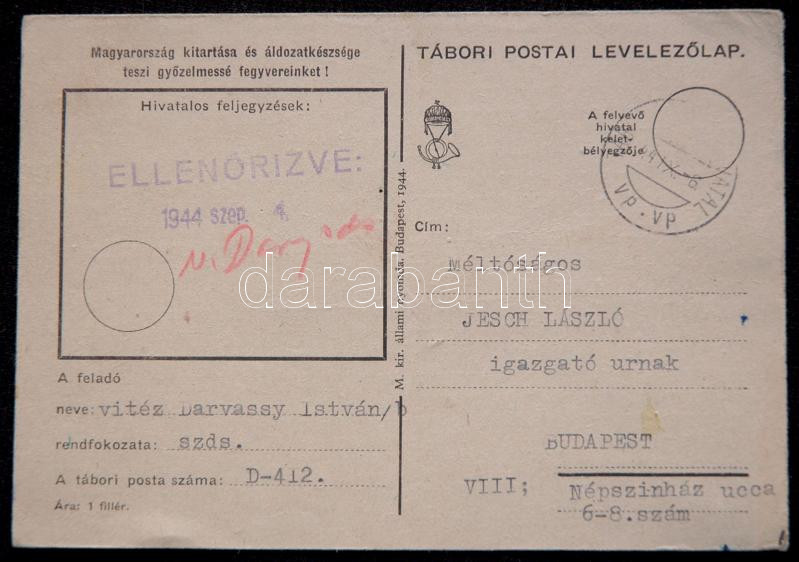 Magyarország kitartása és áldozatkészsége
teszi győzelmessé fegyvereinket !
Hivatalos feljegyzések:
ELLENŐRIZVE:
1944 szep.
A feladó
neve: vitéz Darvassy István/b
rendfokozata: szds.
A tábori posta száma: D-412.
Ára: 1 fillér.
M. kir. állami nyomda. Budapest, 1944.
TÁBORI POSTAI LEVELEZŐLAP.
A felvevő
hivatal
kelet-
bélyegzője
VP. VP
Cím:
Méltóságos
JESCH LÁSZLÓ
igazgató urnak
BUDAPEST
VIII; Népszinház ucca
6-8.szám
darabanth